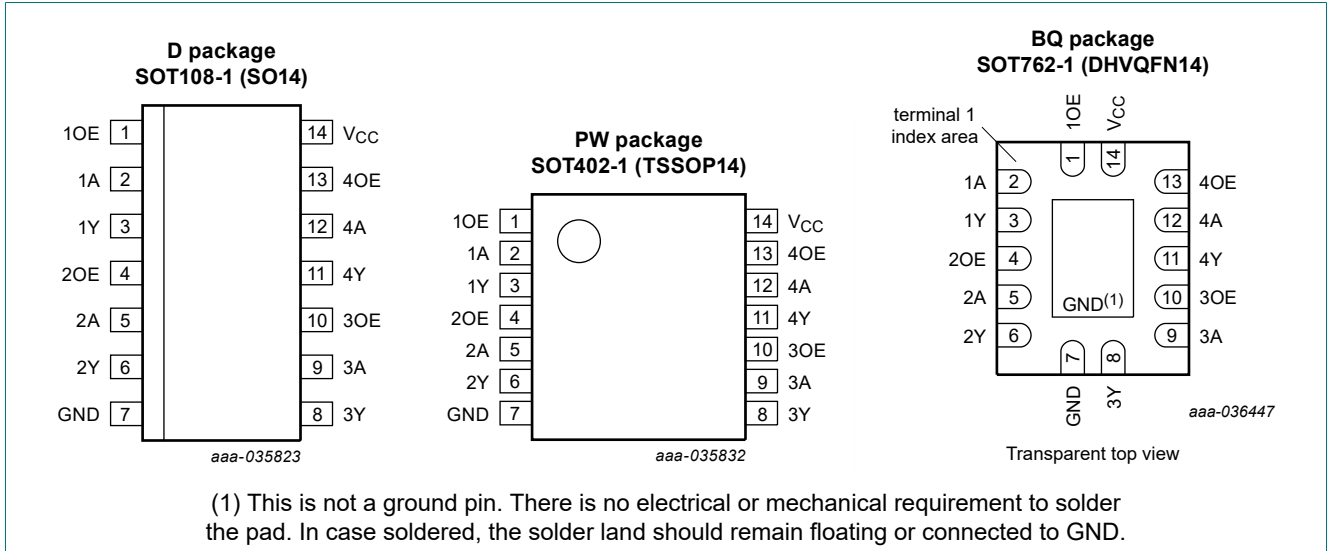 D package
SOT108-1 (SO14)
1OE 1
1A 2
1Y 3
2OE 4
2A 5
2Y 6
GND 7
14 VCC
13 4OE
12 4A
11 4Y
10 3OE
9 3A
8 3Y
aaa-035823
PW package
SOT402-1 (TSSOP14)
1OE 1
1A 2
1Y 3
2OE 4
2A 5
2Y 6
GND 7
14 VCC
13 4OE
12 4A
11 4Y
10 3OE
9 3A
8 3Y
aaa-035832
BQ package
SOT762-1 (DHVQFN14)
terminal 1
index area
1OE
VCC
1
14
1A 2
1Y 3
2OE 4
2A 5
2Y 6
13 4OE
12 4A
11 4Y
10 3OE
9 3A
GND(1)
7
8
GND
3Y
aaa-036447
Transparent top view
(1) This is not a ground pin. There is no electrical or mechanical requirement to solder
the pad. In case soldered, the solder land should remain floating or connected to GND.